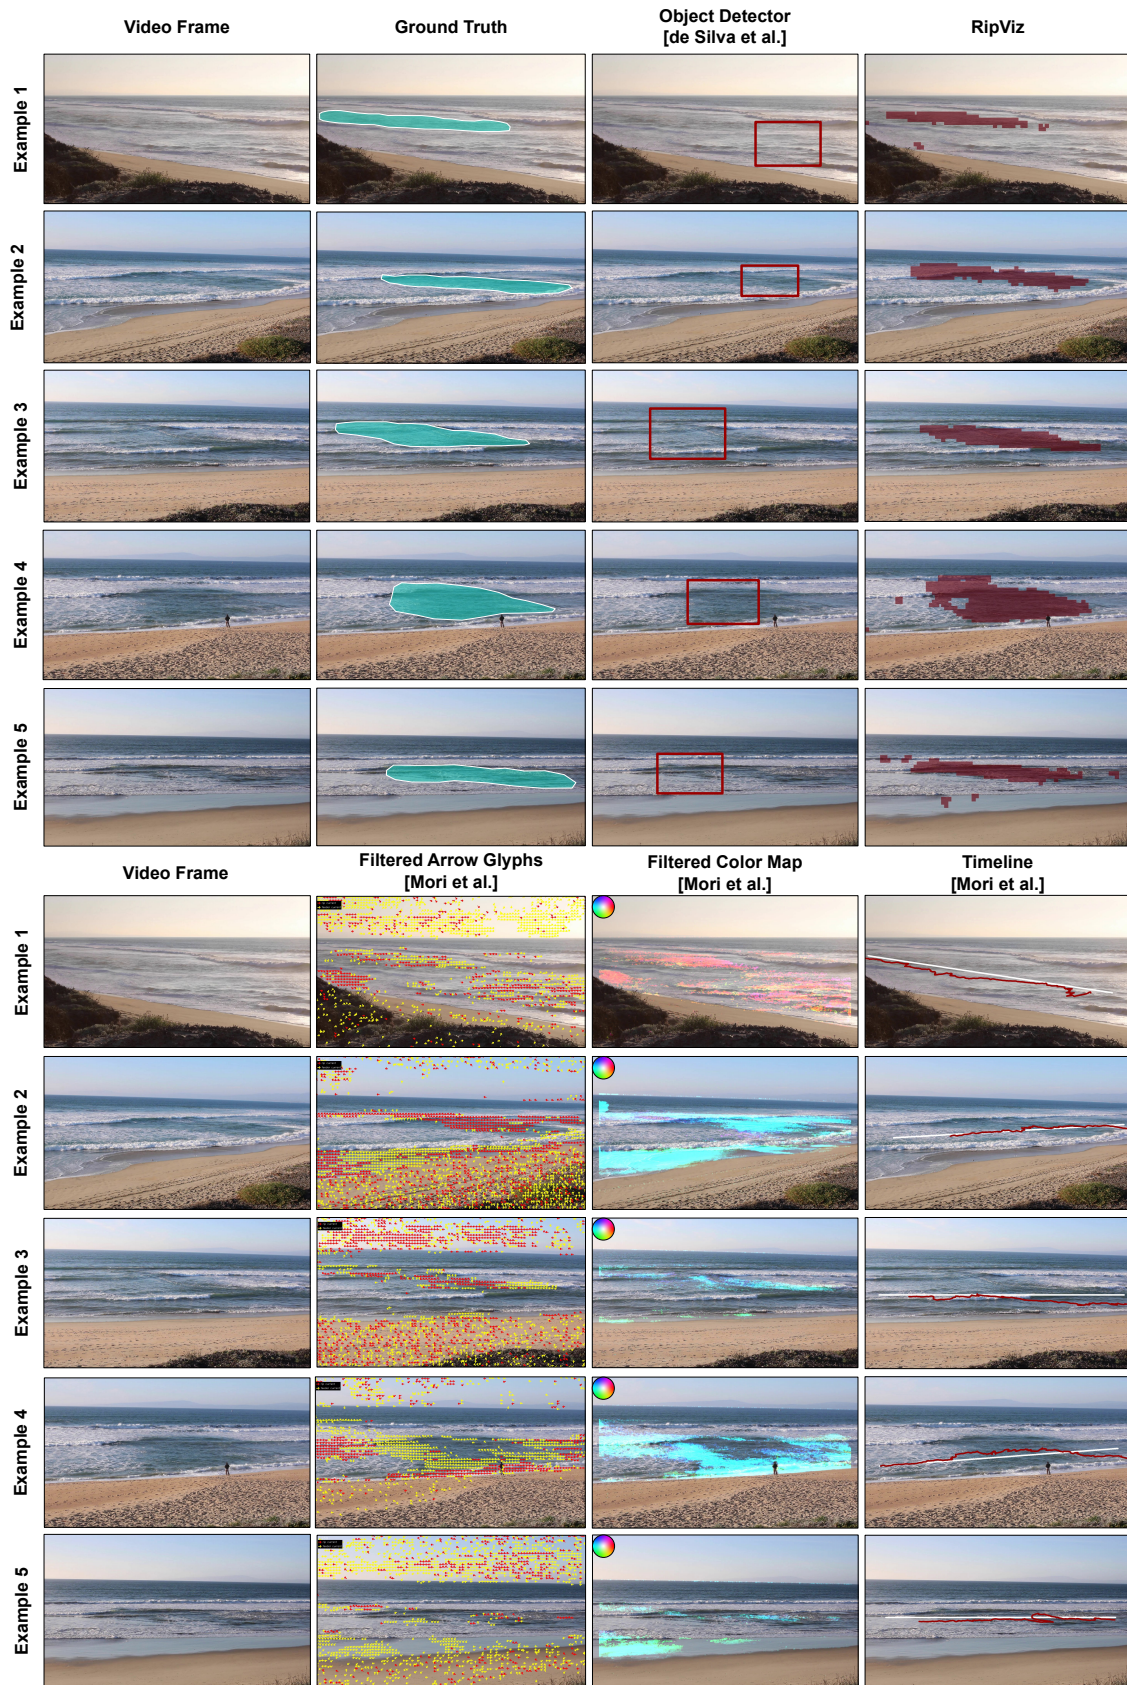 Video Frame
Ground Truth
Object Detector
[de Silva et al.]
RipViz
Example 1
Example 2
Example 3
Example 4
Example 5
Video Frame
Filtered Arrow Glyphs
[Mori et al.]
Filtered Color Map
[Mori et al.]
Timeline
[Mori et al.]
Example 1
Example 2
Example 3
Example 4
Example 5